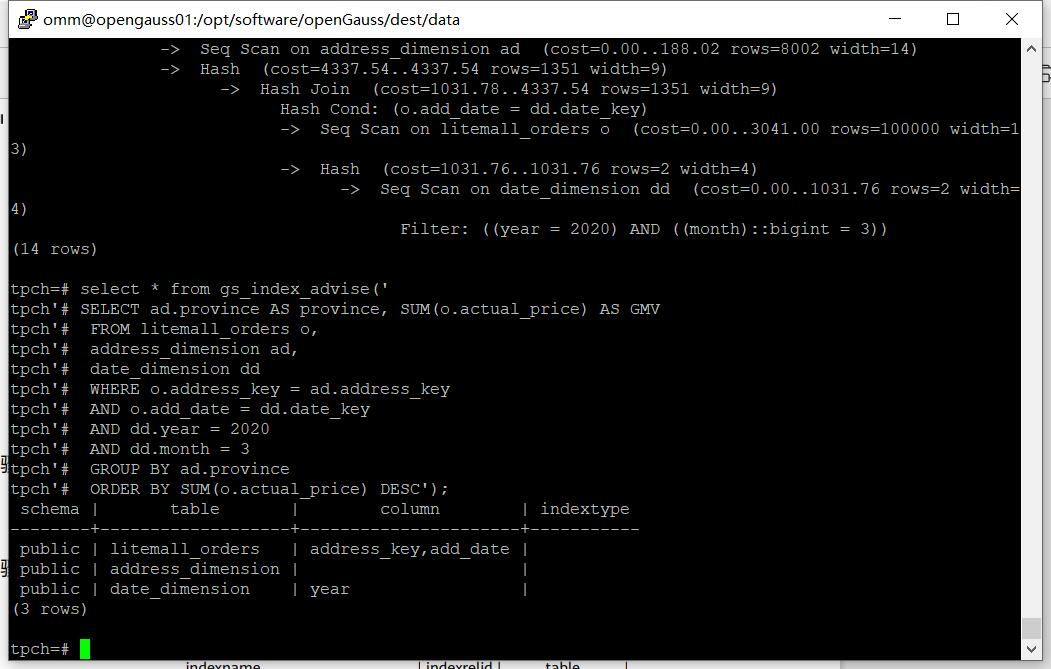 omm@opengauss01:/opt/software/openGauss/dest/data
->  Seq Scan on address_dimension ad  (cost=0.00..188.02 rows=8002 width=14)
->  Hash  (cost=4337.54..4337.54 rows=1351 width=9)
->  Hash Join  (cost=1031.78..4337.54 rows=1351 width=9)
Hash Cond: (o.add_date = dd.date_key)
->  Seq Scan on litemall_orders o  (cost=0.00..3041.00 rows=100000 width=1
3)
->  Hash  (cost=1031.76..1031.76 rows=2 width=4)
->  Seq Scan on date_dimension dd  (cost=0.00..1031.76 rows=2 width=
4)
Filter: ((year = 2020) AND ((month)::bigint = 3))
(14 rows)
tpch=# select * from gs_index_advise('
tpch'# SELECT ad.province AS province, SUM(o.actual_price) AS GMV
tpch'#  FROM litemall_orders o,
tpch'#  address_dimension ad,
tpch'#  date_dimension dd
tpch'#  WHERE o.address_key = ad.address_key
tpch'#  AND o.add_date = dd.date_key
tpch'#  AND dd.year = 2020
tpch'#  AND dd.month = 3
tpch'#  GROUP BY ad.province
tpch'#  ORDER BY SUM(o.actual_price) DESC');
 schema |       table       |        column        | indextype
--------+-------------------+----------------------+-----------
 public | litemall_orders   | address_key,add_date |
 public | address_dimension |                      |
 public | date_dimension    | year                 |
(3 rows)
tpch=#
indexname | indexrelid | table |